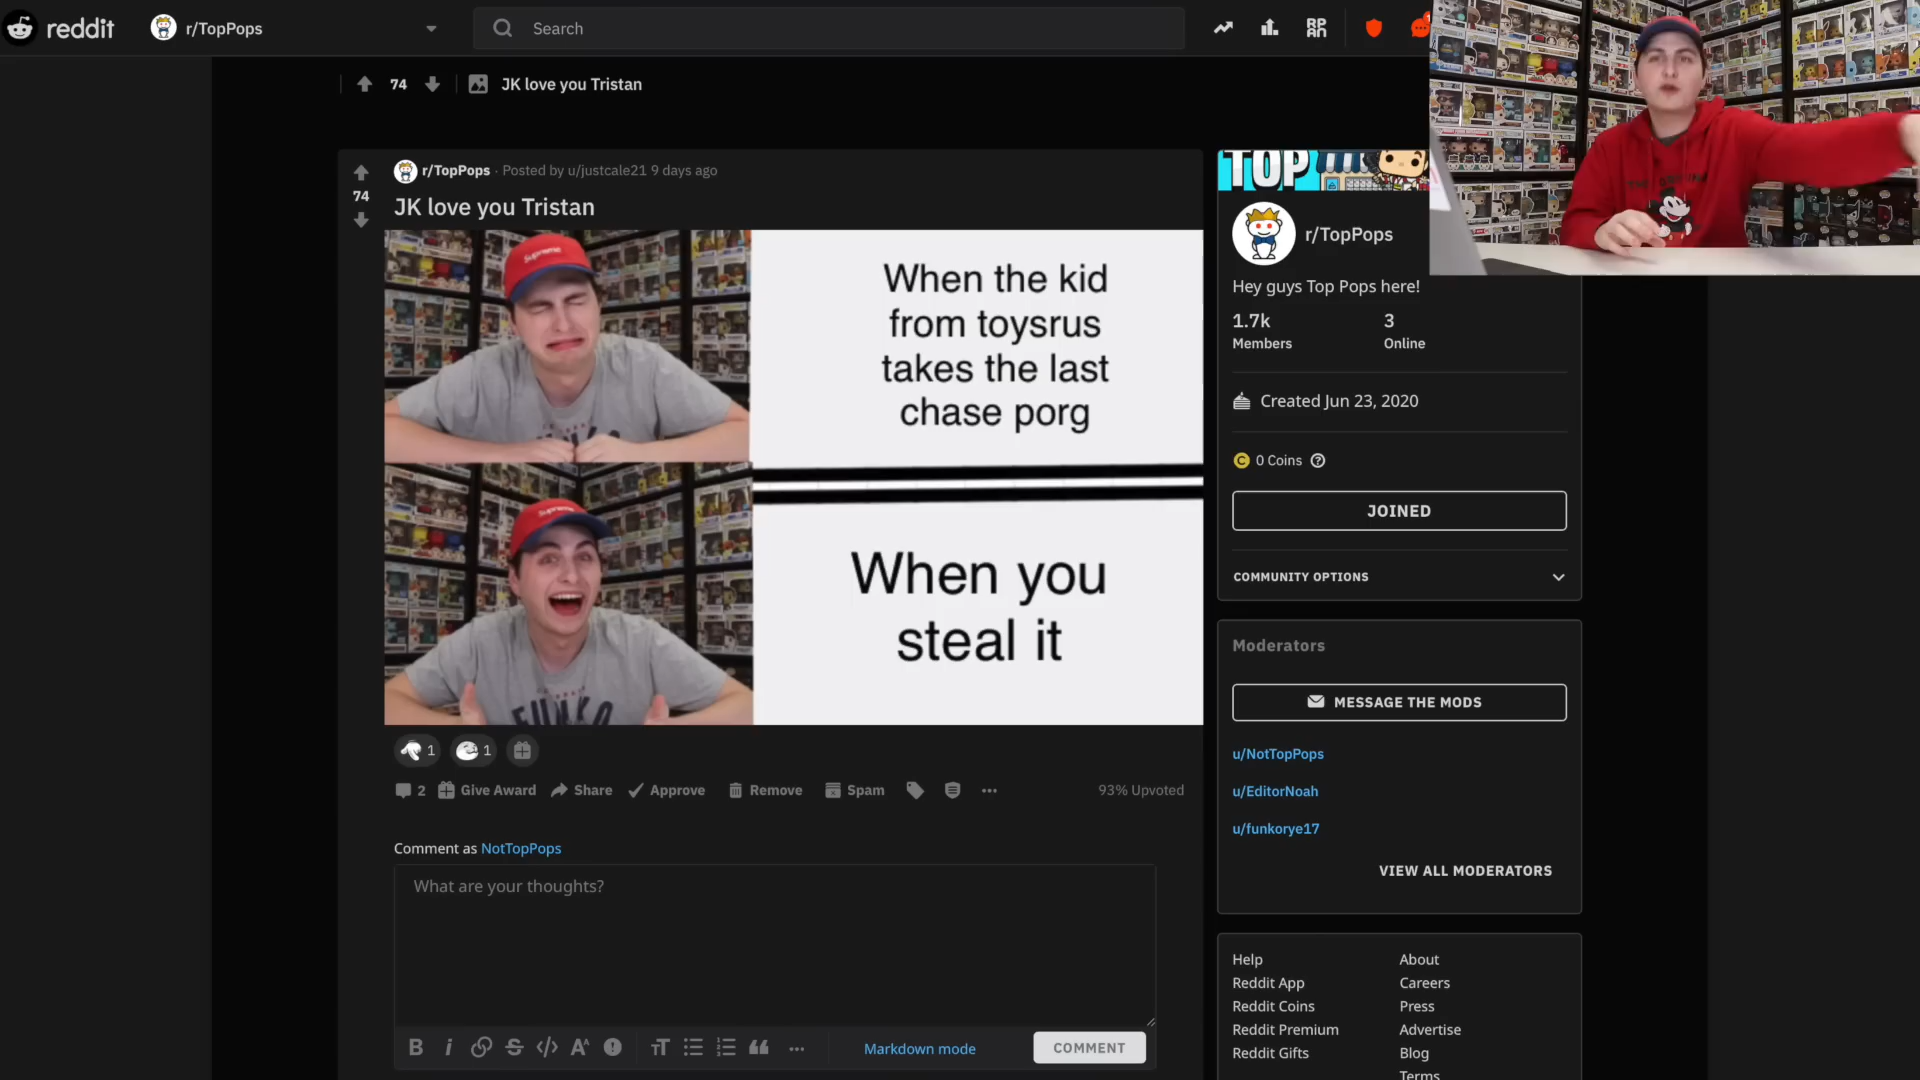 reddit
r/TopPops
Search
74
JK love you Tristan
r/TopPops · Posted by u/justcale21 9 days ago
74
JK love you Tristan
Supreme
When the kid
from toysrus
takes the last
chase porg
Supreme
FUNKO
When you
steal it
1
1
2
Give Award
Share
Approve
Remove
Spam
93% Upvoted
Comment as NotTopPops
What are your thoughts?
Markdown mode
COMMENT
TOP
r/TopPops
Hey guys Top Pops here!
1.7k
Members
3
Online
Created Jun 23, 2020
0 Coins
JOINED
COMMUNITY OPTIONS
Moderators
MESSAGE THE MODS
u/NotTopPops
u/EditorNoah
u/funkorye17
VIEW ALL MODERATORS
Help
Reddit App
Reddit Coins
Reddit Premium
Reddit Gifts
About
Careers
Press
Advertise
Blog
Terms